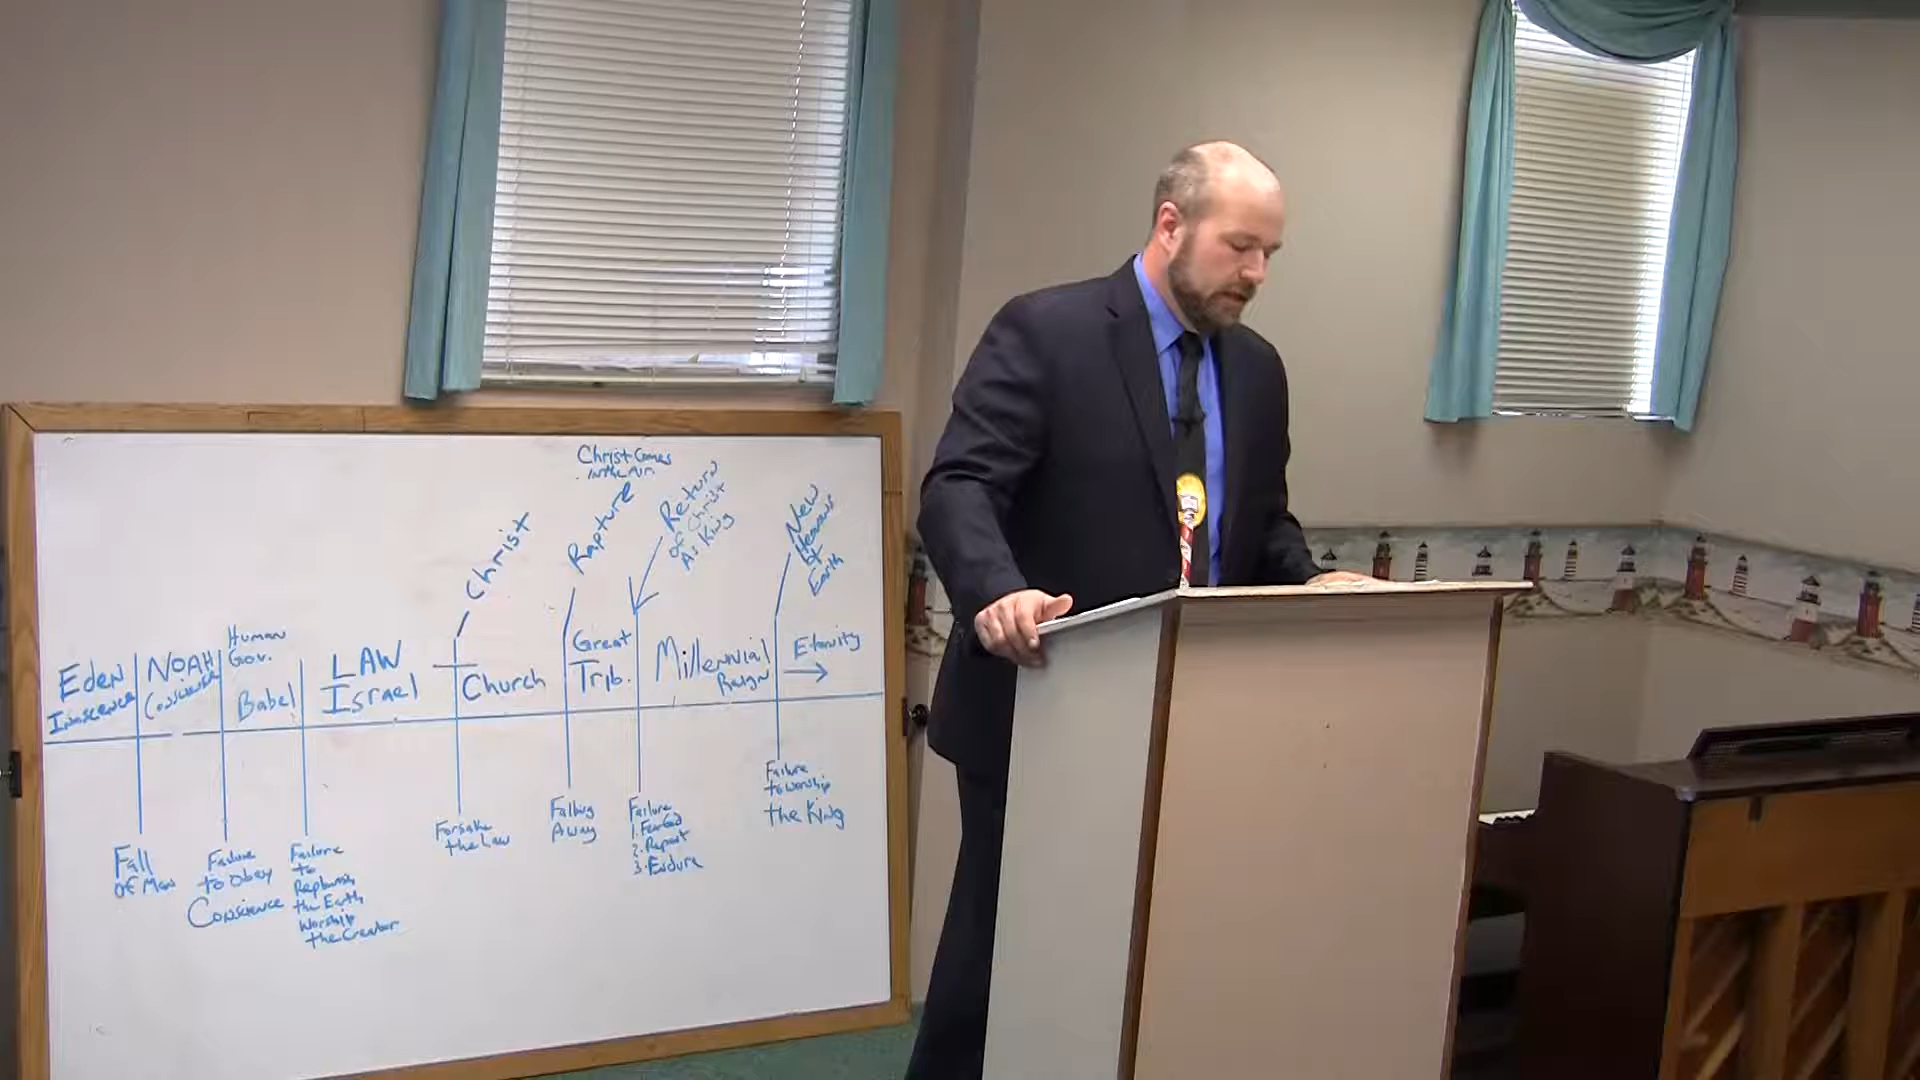 Christ Comes
in the Air
Rapture
Return
of Christ
As King
New
Heavens
Earth
Christ
Eden
Inoscence
NOAH
Conscience
Human
Gov.
Babel
LAW
Israel
Church
Great
Trib.
Millennial
Reign
Eternity
Fall
of Man
Failure
to Obey
Conscience
Failure
to
Replenish
the Earth
Worship
the Creator
Forsake
the Law
Falling
Away
Failure
1. Fear God
2. Repent
3. Endure
Failure
to worship
the King